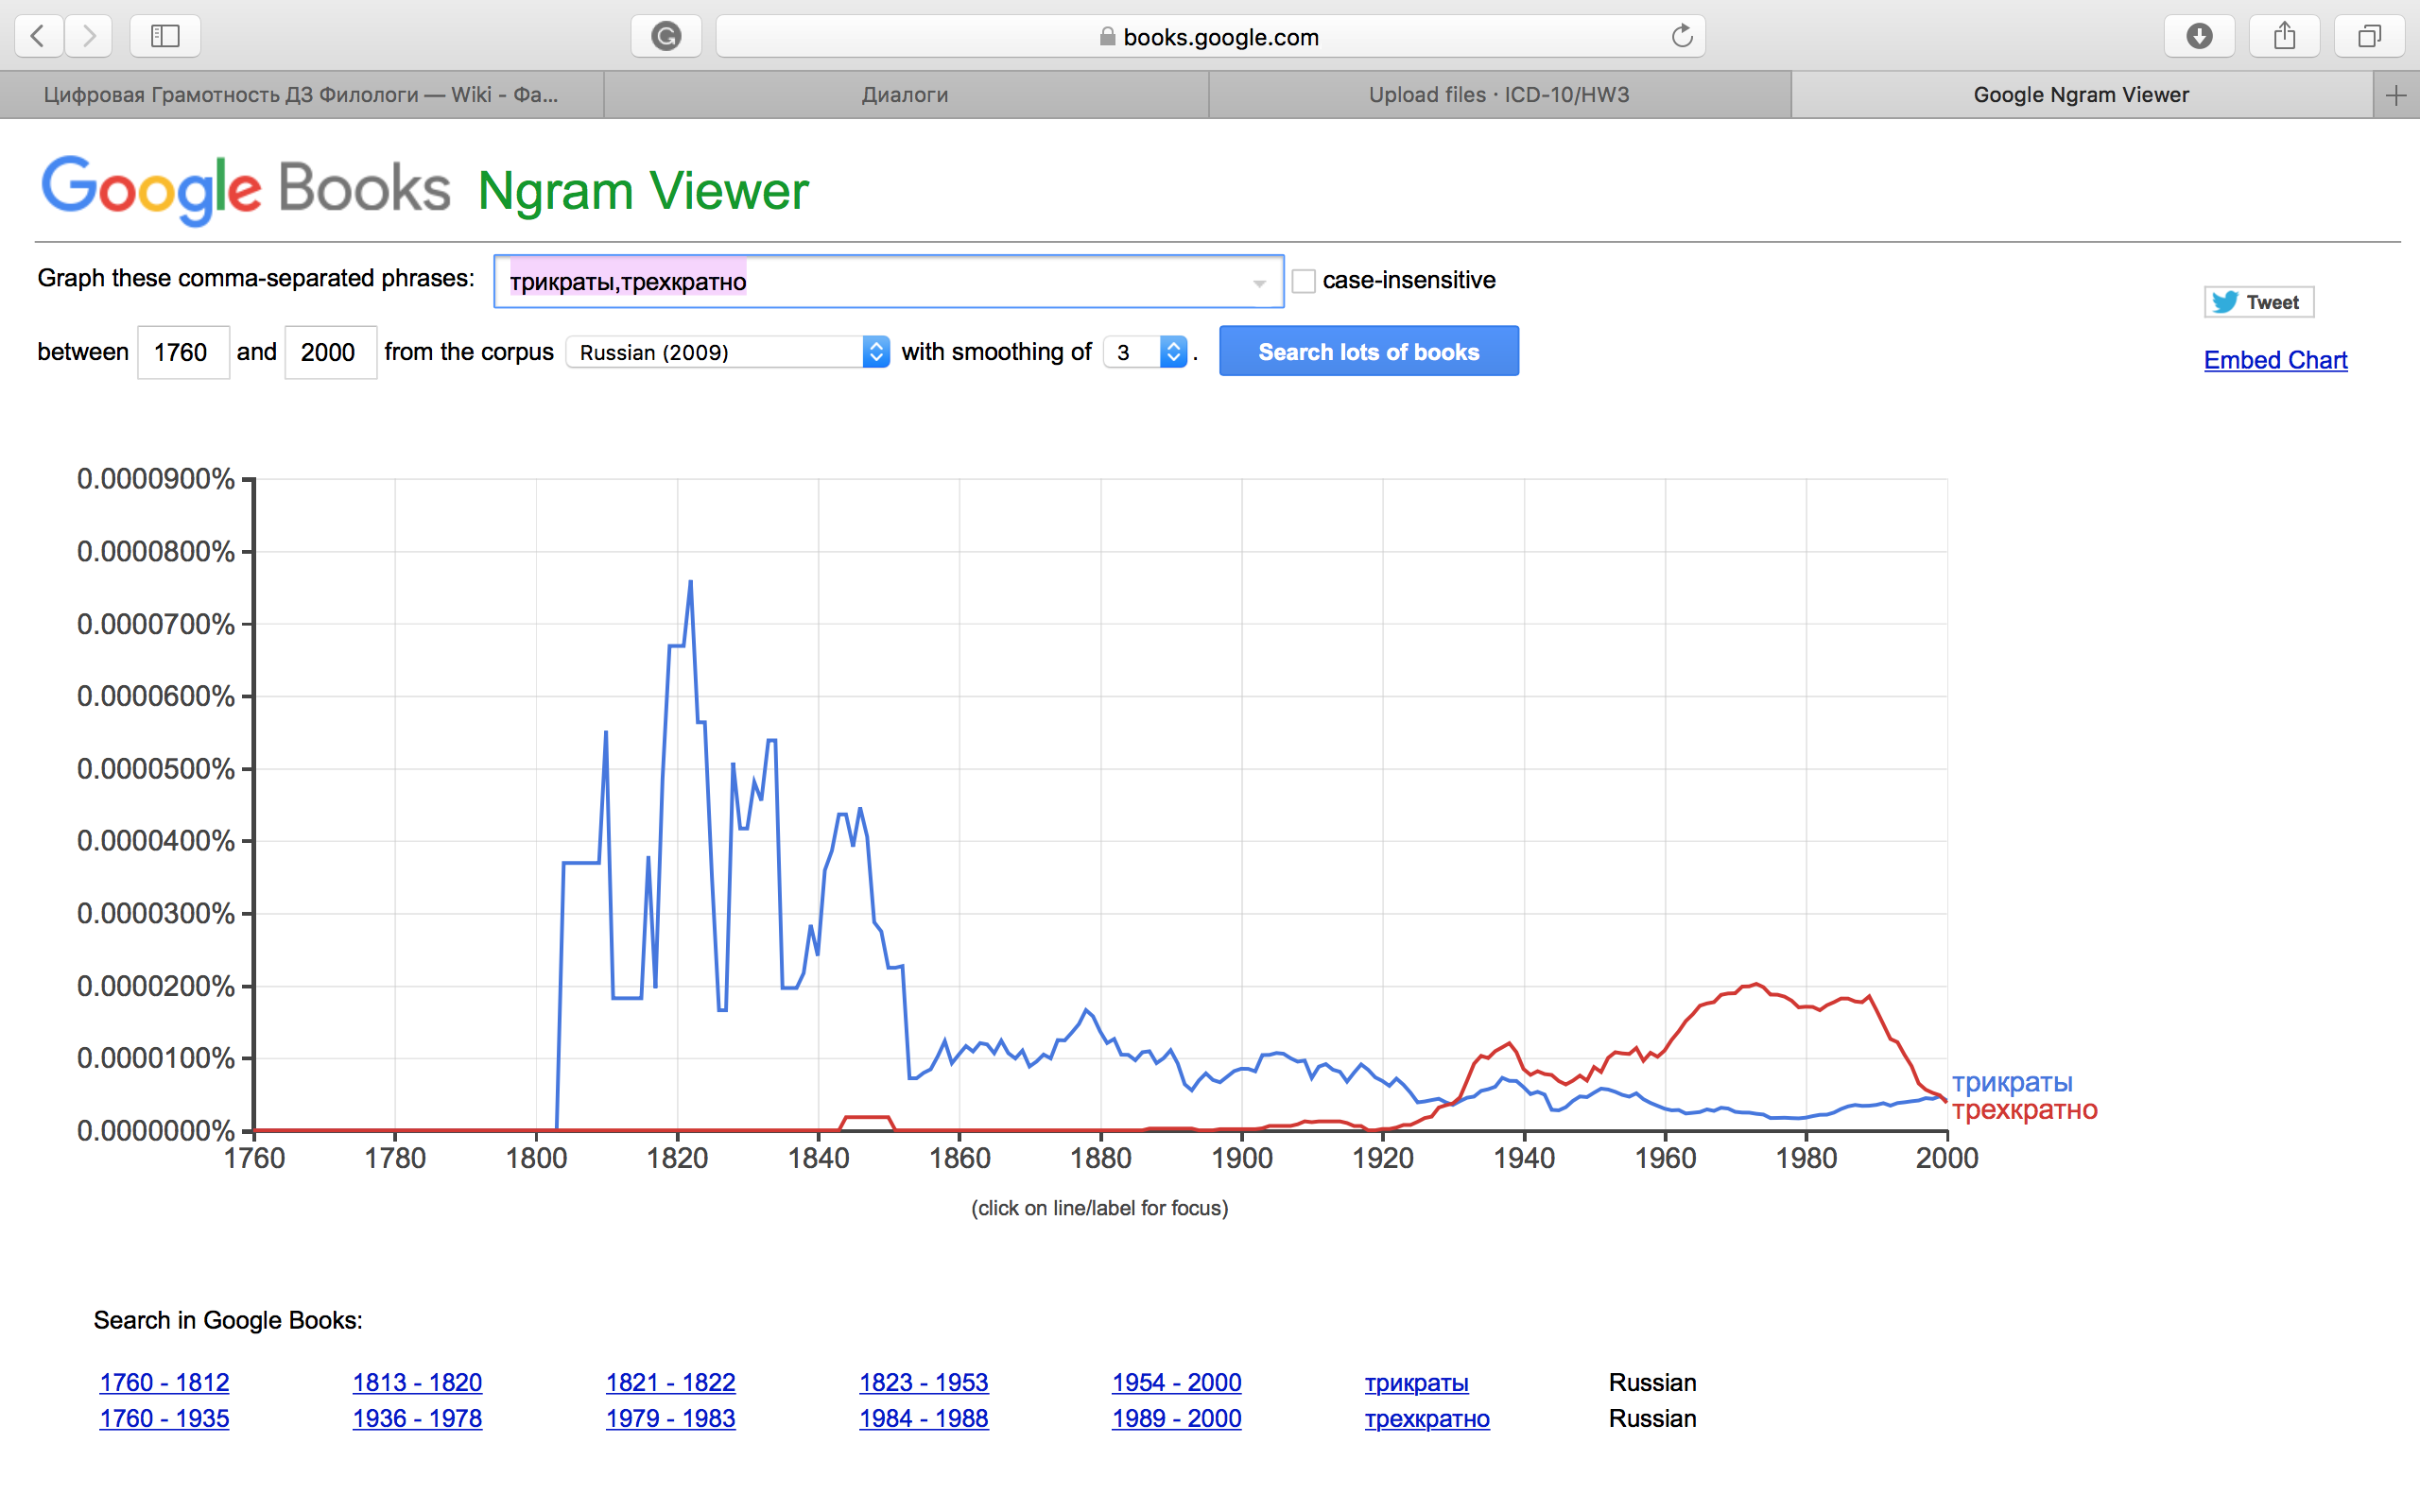 books.google.com
Цифровая Грамотность ДЗ Филологи — Wiki - Фа...
Диалоги
Upload files · ICD-10/HW3
Google Ngram Viewer
Google Books Ngram Viewer
Graph these comma-separated phrases: трикраты,трехкратно case-insensitive
Tweet
between 1760 and 2000 from the corpus Russian (2009) with smoothing of 3 . Search lots of books
Embed Chart
0.0000900%
0.0000800%
0.0000700%
0.0000600%
0.0000500%
0.0000400%
0.0000300%
0.0000200%
0.0000100%
0.0000000%
трикраты
трехкратно
1760 1780 1800 1820 1840 1860 1880 1900 1920 1940 1960 1980 2000
(click on line/label for focus)
Search in Google Books:
1760 - 1812 1813 - 1820 1821 - 1822 1823 - 1953 1954 - 2000 трикраты Russian
1760 - 1935 1936 - 1978 1979 - 1983 1984 - 1988 1989 - 2000 трехкратно Russian